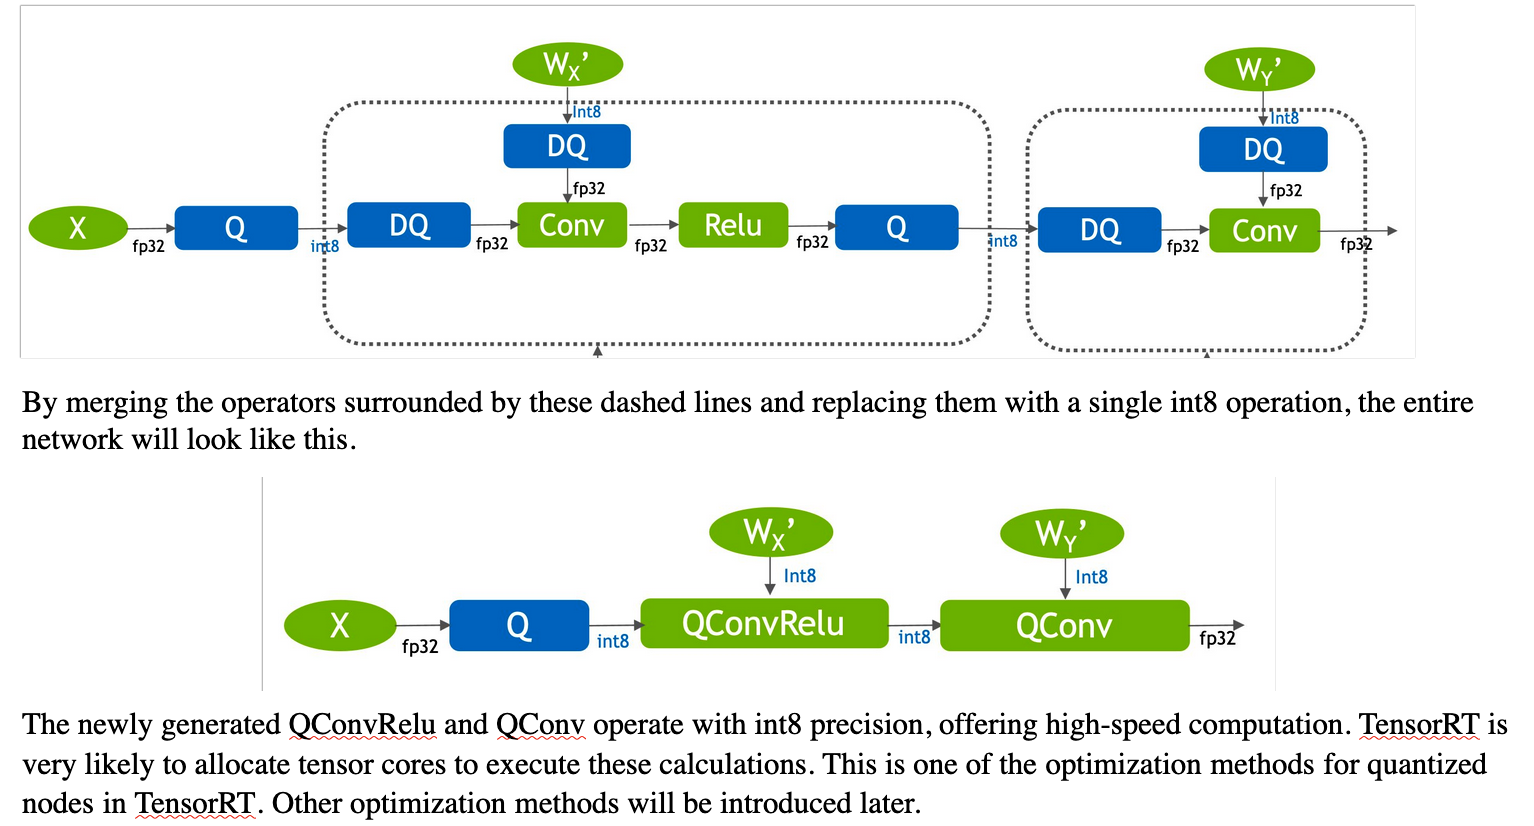 Wx' Wy'
Int8 Int8
DQ DQ
fp32 fp32
X Q DQ Conv Relu Q DQ Conv
fp32 int8 fp32 fp32 fp32 int8 fp32 fp32
By merging the operators surrounded by these dashed lines and replacing them with a single int8 operation, the entire
network will look like this.
Wx' Wy'
Int8 Int8
X Q QConvRelu QConv
fp32 int8 int8 fp32
The newly generated QConvRelu and QConv operate with int8 precision, offering high-speed computation. TensorRT is
very likely to allocate tensor cores to execute these calculations. This is one of the optimization methods for quantized
nodes in TensorRT. Other optimization methods will be introduced later.